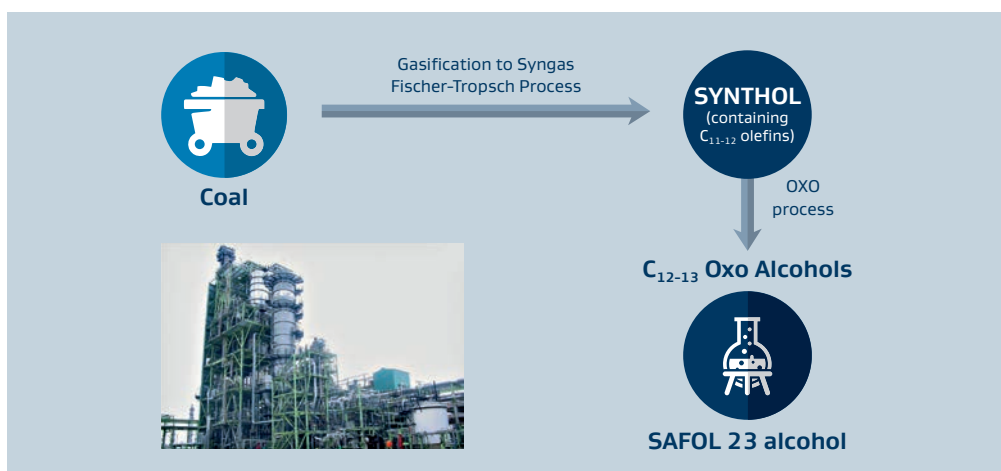 Gasification to Syngas
Fischer-Tropsch Process
SYNTHOL
(containing
C₁₁₋₁₂ olefins)
Coal
OXO
process
C₁₂₋₁₃ Oxo Alcohols
SAFOL 23 alcohol